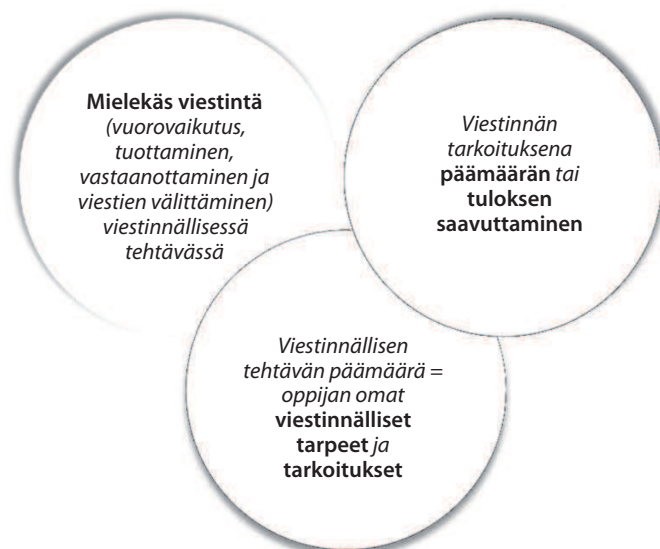 Mielekäs viestintä
(vuorovaikutus,
tuottaminen,
vastaanottaminen ja
viestien välittäminen)
viestinnällisessä
tehtävässä
Viestinnän
tarkoituksena
päämäärän tai
tuloksen
saavuttaminen
Viestinnällisen
tehtävän päämäärä =
oppijan omat
viestinnälliset
tarpeet ja
tarkoitukset